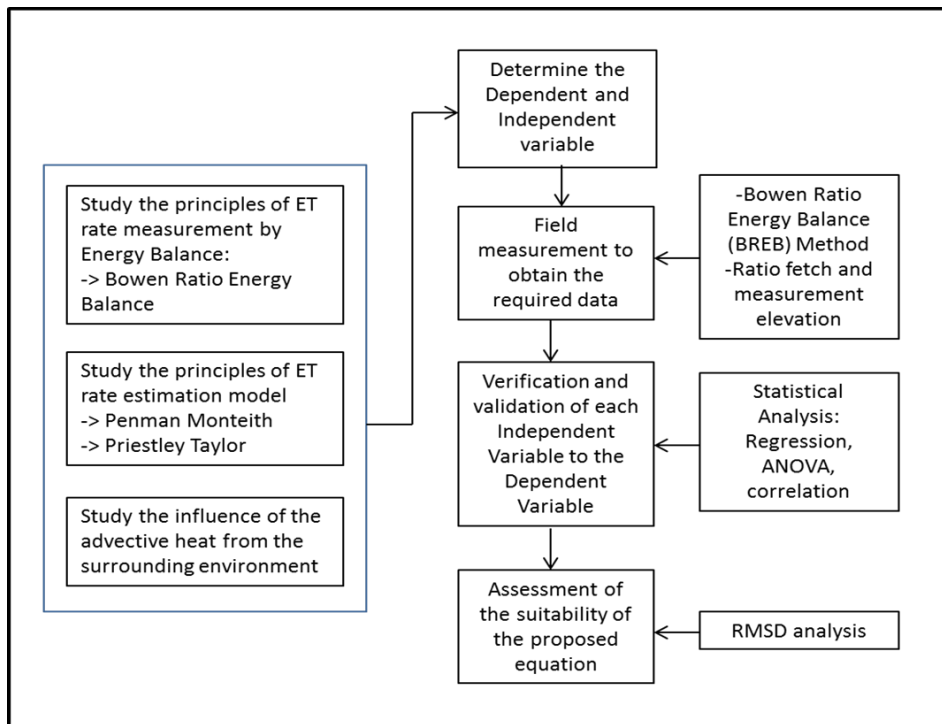 Study the principles of ET
rate measurement by
Energy Balance:
-> Bowen Ratio Energy
Balance
Study the principles of ET
rate estimation model
-> Penman Monteith
-> Priestley Taylor
Study the influence of the
advective heat from the
surrounding environment
Determine the
Dependent and
Independent
variable
Field
measurement to
obtain the
required data
-Bowen Ratio
Energy Balance
(BREB) Method
-Ratio fetch and
measurement
elevation
Verification and
validation of each
Independent
Variable to the
Dependent
Variable
Statistical
Analysis:
Regression,
ANOVA,
correlation
Assessment of
the suitability of
the proposed
equation
RMSD analysis